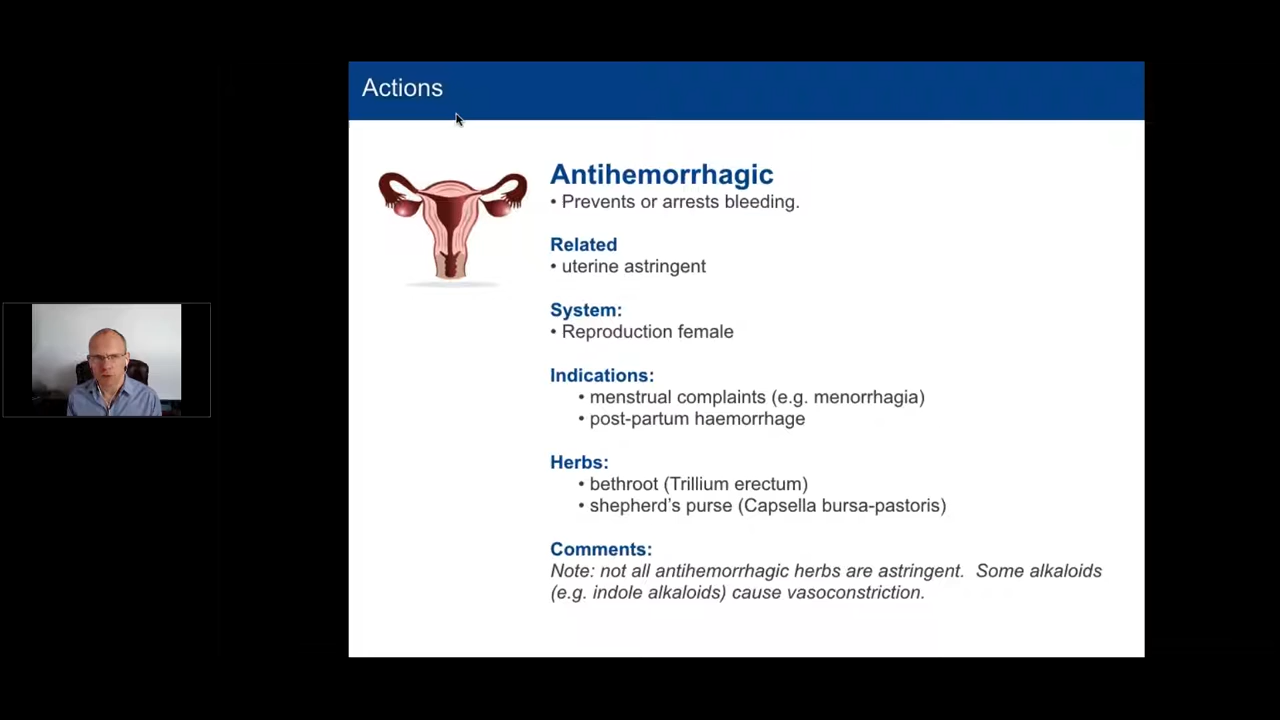 Actions
Antihemorrhagic
• Prevents or arrests bleeding.
Related
• uterine astringent
System:
• Reproduction female
Indications:
• menstrual complaints (e.g. menorrhagia)
• post-partum haemorrhage
Herbs:
• bethroot (Trillium erectum)
• shepherd's purse (Capsella bursa-pastoris)
Comments:
Note: not all antihemorrhagic herbs are astringent.  Some alkaloids
(e.g. indole alkaloids) cause vasoconstriction.